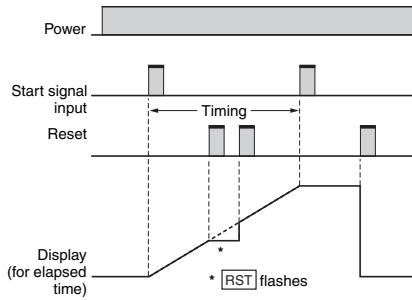 Power
Start signal
input
Timing
Reset
Display
(for elapsed
time)
*
* RST flashes